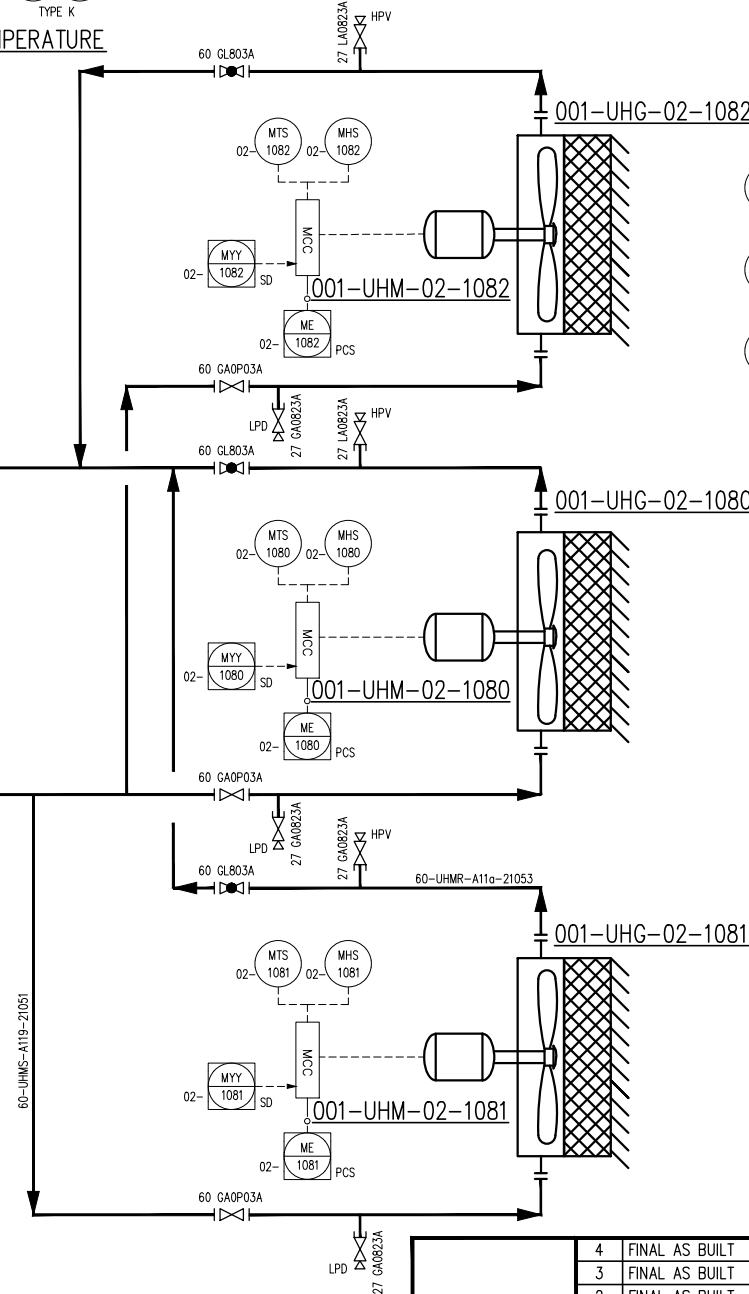 TYPE K
MPERATURE
27 LA0823A
HPV
60 GL803A
001-UHG-02-1082
02- MTS 1082
02- MHS 1082
MCC
02- MYY 1082 SD
001-UHM-02-1082
02- ME 1082 PCS
60 GA0P03A
LPD
27 GA0823A
27 LA0823A
HPV
60 GL803A
001-UHG-02-1080
02- MTS 1080
02- MHS 1080
MCC
02- MYY 1080 SD
001-UHM-02-1080
02- ME 1080 PCS
60 GA0P03A
LPD
27 GA0823A
27 GA0823A
HPV
60 GL803A
60-UHMR-A11a-21053
001-UHG-02-1081
02- MTS 1081
02- MHS 1081
MCC
60-UHMS-A119-21051
02- MYY 1081 SD
001-UHM-02-1081
02- ME 1081 PCS
60 GA0P03A
LPD
27 GA0823A
4 FINAL AS BUILT
3 FINAL AS BUILT
2 FINAL AS BUILT